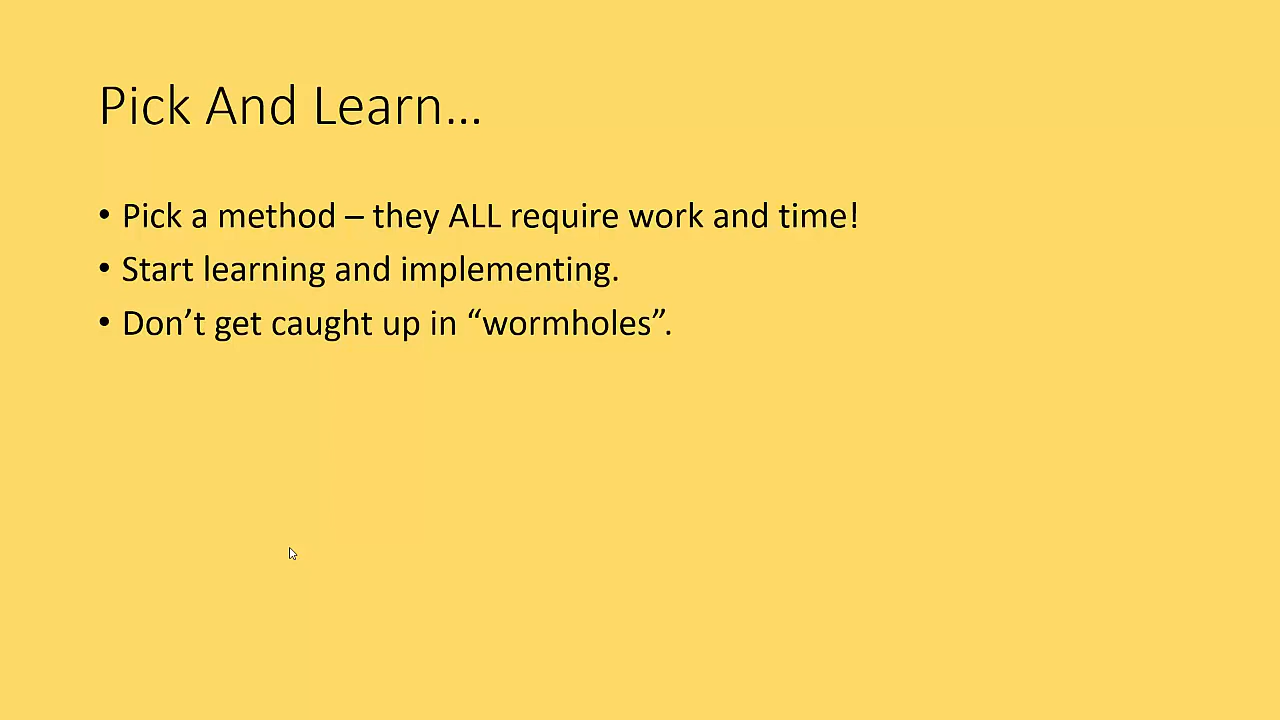 Pick And Learn...
• Pick a method – they ALL require work and time!
• Start learning and implementing.
• Don’t get caught up in “wormholes”.